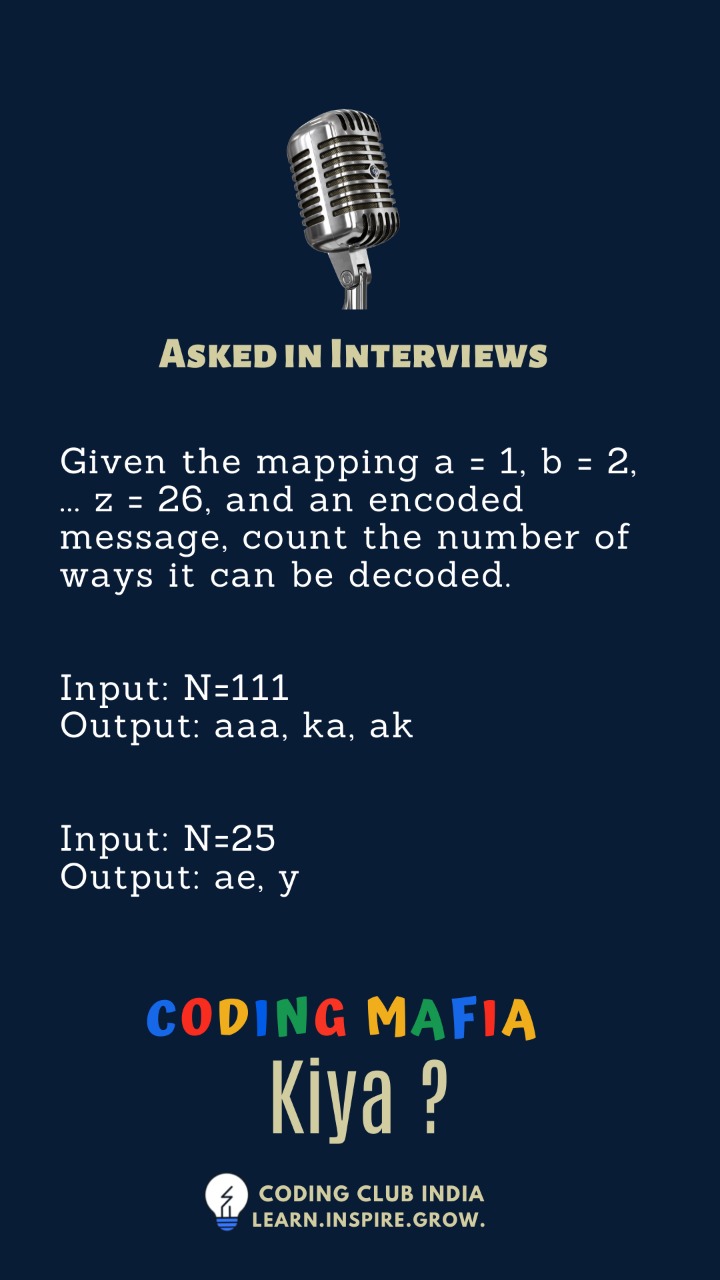 Asked in Interviews
Given the mapping a = 1, b = 2,
... z = 26, and an encoded
message, count the number of
ways it can be decoded.
Input: N=111
Output: aaa, ka, ak
Input: N=25
Output: ae, y
CODING MAFIA
Kiya ?
CODING CLUB INDIA
LEARN.INSPIRE.GROW.